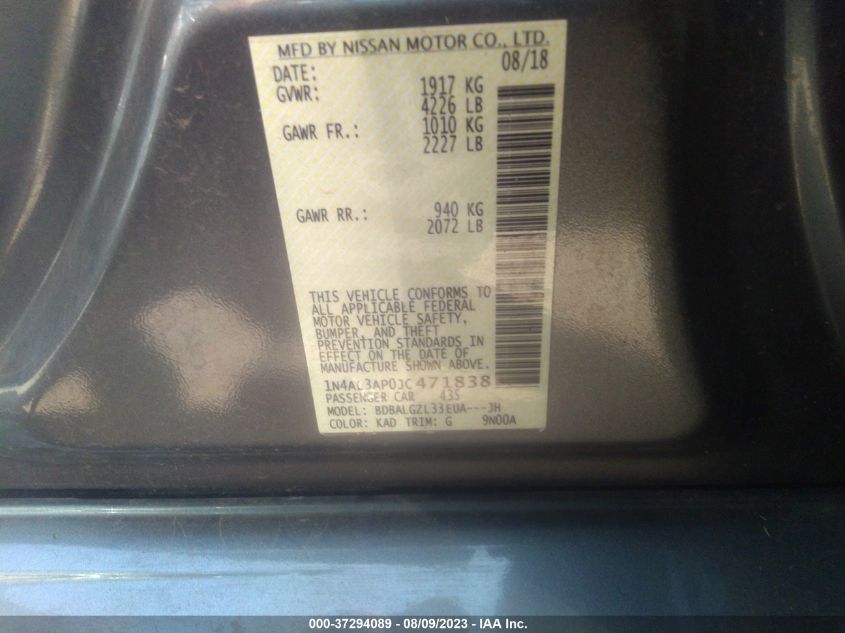 MFD BY NISSAN MOTOR CO., LTD.
DATE: 08/18
GVWR: 1917 KG
4226 LB
GAWR FR.: 1010 KG
2227 LB
GAWR RR.: 940 KG
2072 LB
THIS VEHICLE CONFORMS TO
ALL APPLICABLE FEDERAL
MOTOR VEHICLE SAFETY,
BUMPER, AND THEFT
PREVENTION STANDARDS IN
EFFECT ON THE DATE OF
MANUFACTURE SHOWN ABOVE.
1N4AL3AP0JC471838
PASSENGER CAR 435
MODEL: BDBALGZL33EUA---JH
COLOR: KAD TRIM: G 9N00A
000-37294089 - 08/09/2023 - IAA Inc.